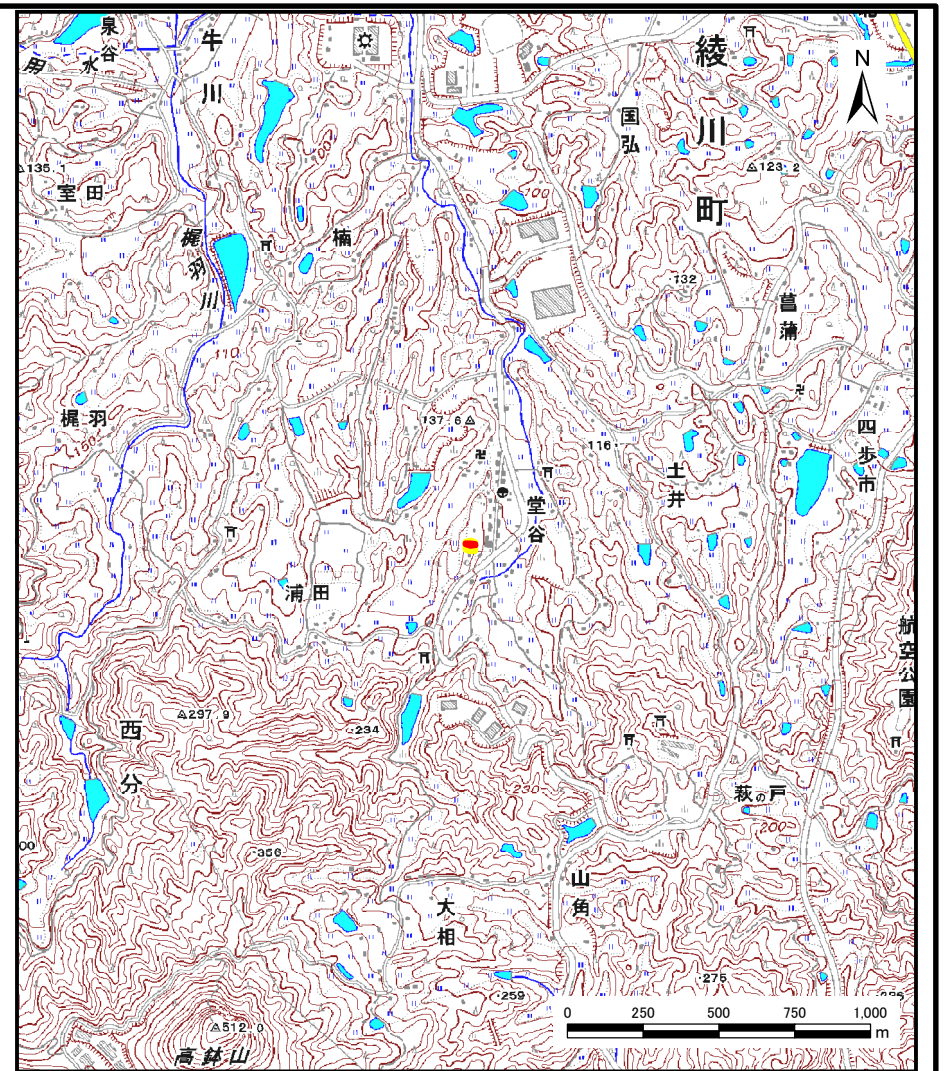 泉谷
用水
牛川
綾川町
N
国弘
135.1
123.2
室田
200
100
楠
梶羽川
132
菖蒲
110
梶羽
160
137.6
116
四歩市
土井
堂谷
浦田
航空公園
297.9
西分
234
230
萩の戸
200
356
山角
大相
275
259
512.0
高鉢山
0 250 500 750 1,000 m